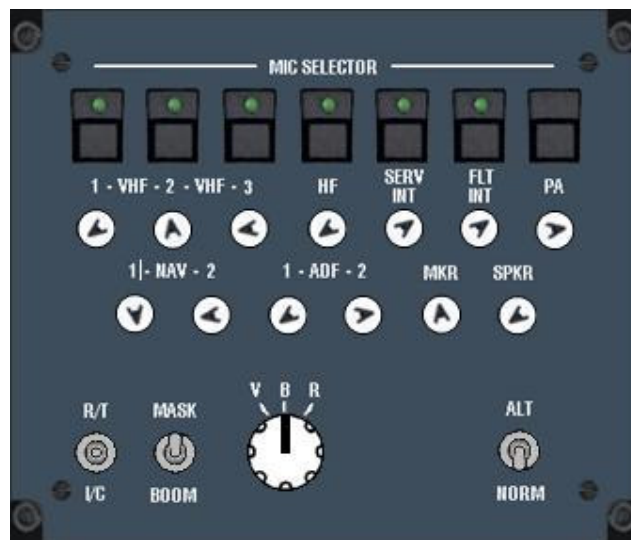 MIC SELECTOR
1 - VHF - 2 - VHF - 3 HF SERV INT FLT INT PA
1 - NAV - 2 1 - ADF - 2 MKR SPKR
V B R
R/T MASK ALT
I/C BOOM NORM